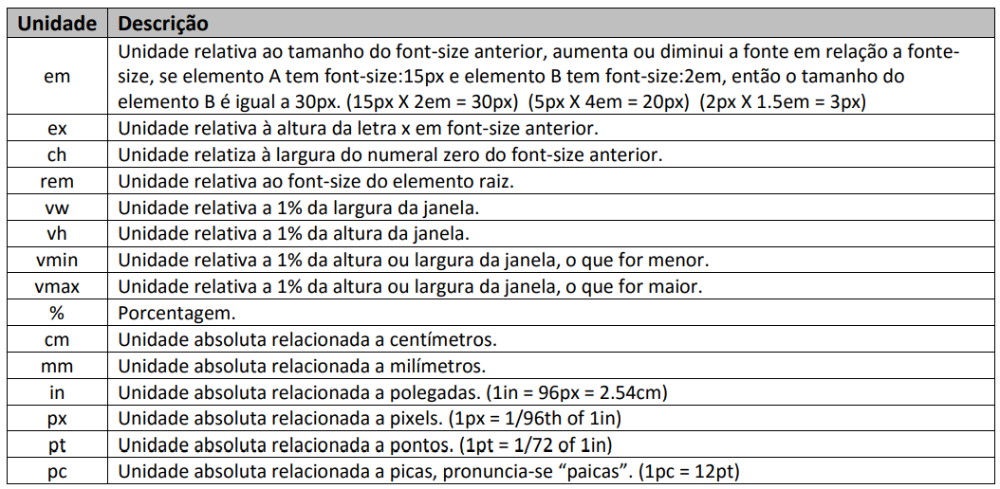 Unidade Descrição
em Unidade relativa ao tamanho do font-size anterior, aumenta ou diminui a fonte em relação a fonte-
size, se elemento A tem font-size:15px e elemento B tem font-size:2em, então o tamanho do
elemento B é igual a 30px. (15px X 2em = 30px) (5px X 4em = 20px) (2px X 1.5em = 3px)
ex Unidade relativa à altura da letra x em font-size anterior.
ch Unidade relatiza à largura do numeral zero do font-size anterior.
rem Unidade relativa ao font-size do elemento raiz.
vw Unidade relativa a 1% da largura da janela.
vh Unidade relativa a 1% da altura da janela.
vmin Unidade relativa a 1% da altura ou largura da janela, o que for menor.
vmax Unidade relativa a 1% da altura ou largura da janela, o que for maior.
% Porcentagem.
cm Unidade absoluta relacionada a centímetros.
mm Unidade absoluta relacionada a milímetros.
in Unidade absoluta relacionada a polegadas. (1in = 96px = 2.54cm)
px Unidade absoluta relacionada a pixels. (1px = 1/96th of 1in)
pt Unidade absoluta relacionada a pontos. (1pt = 1/72 of 1in)
pc Unidade absoluta relacionada a picas, pronuncia-se “paicas”. (1pc = 12pt)